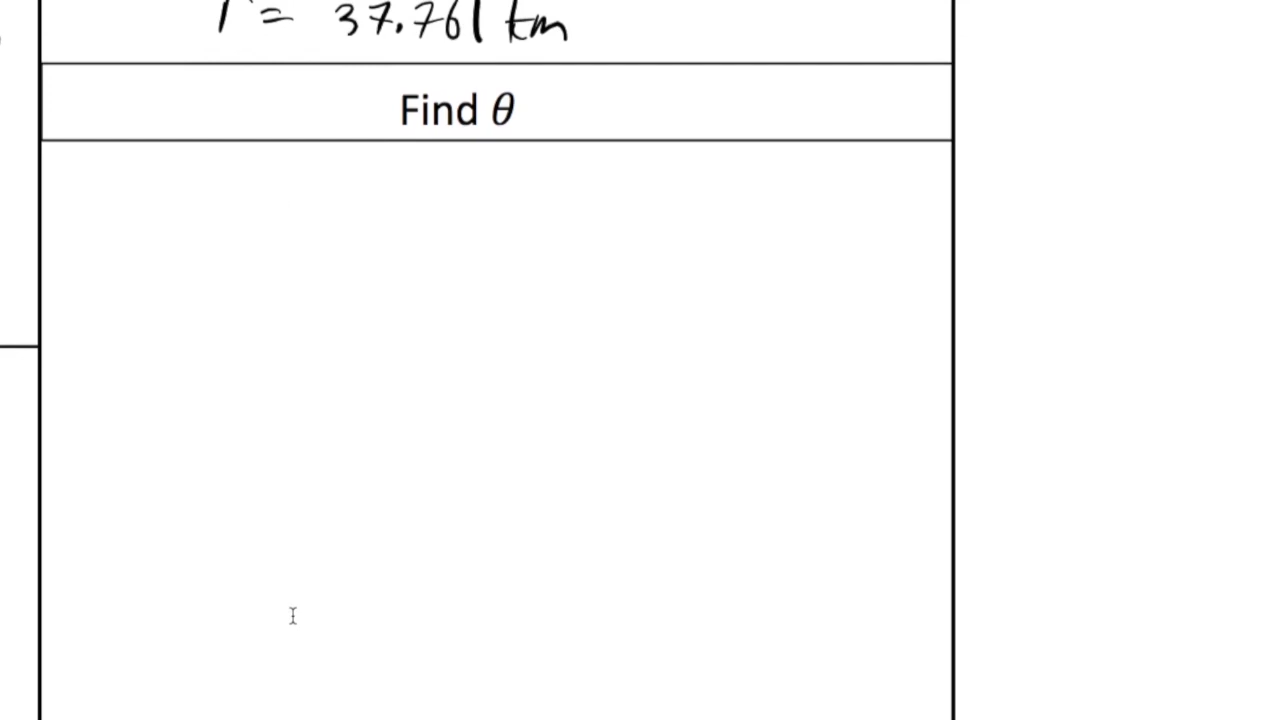 r = 37.761 km
Find θ